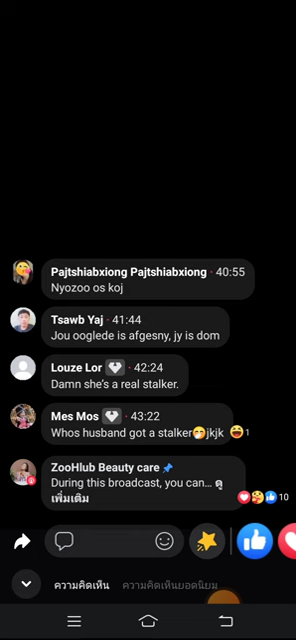 Pajtshiabxiong Pajtshiabxiong · 40:55
Nyozoo os koj
Tsawb Yaj · 41:44
Jou ooglede is afgesny, jy is dom
Louze Lor · 42:24
Damn she's a real stalker.
Mes Mos · 43:22
Whos husband got a stalker🤭jkjk
1
ZooHlub Beauty care
During this broadcast, you can... ดู
เพิ่มเติม
10
ความคิดเห็น ความคิดเห็นยอดนิยม